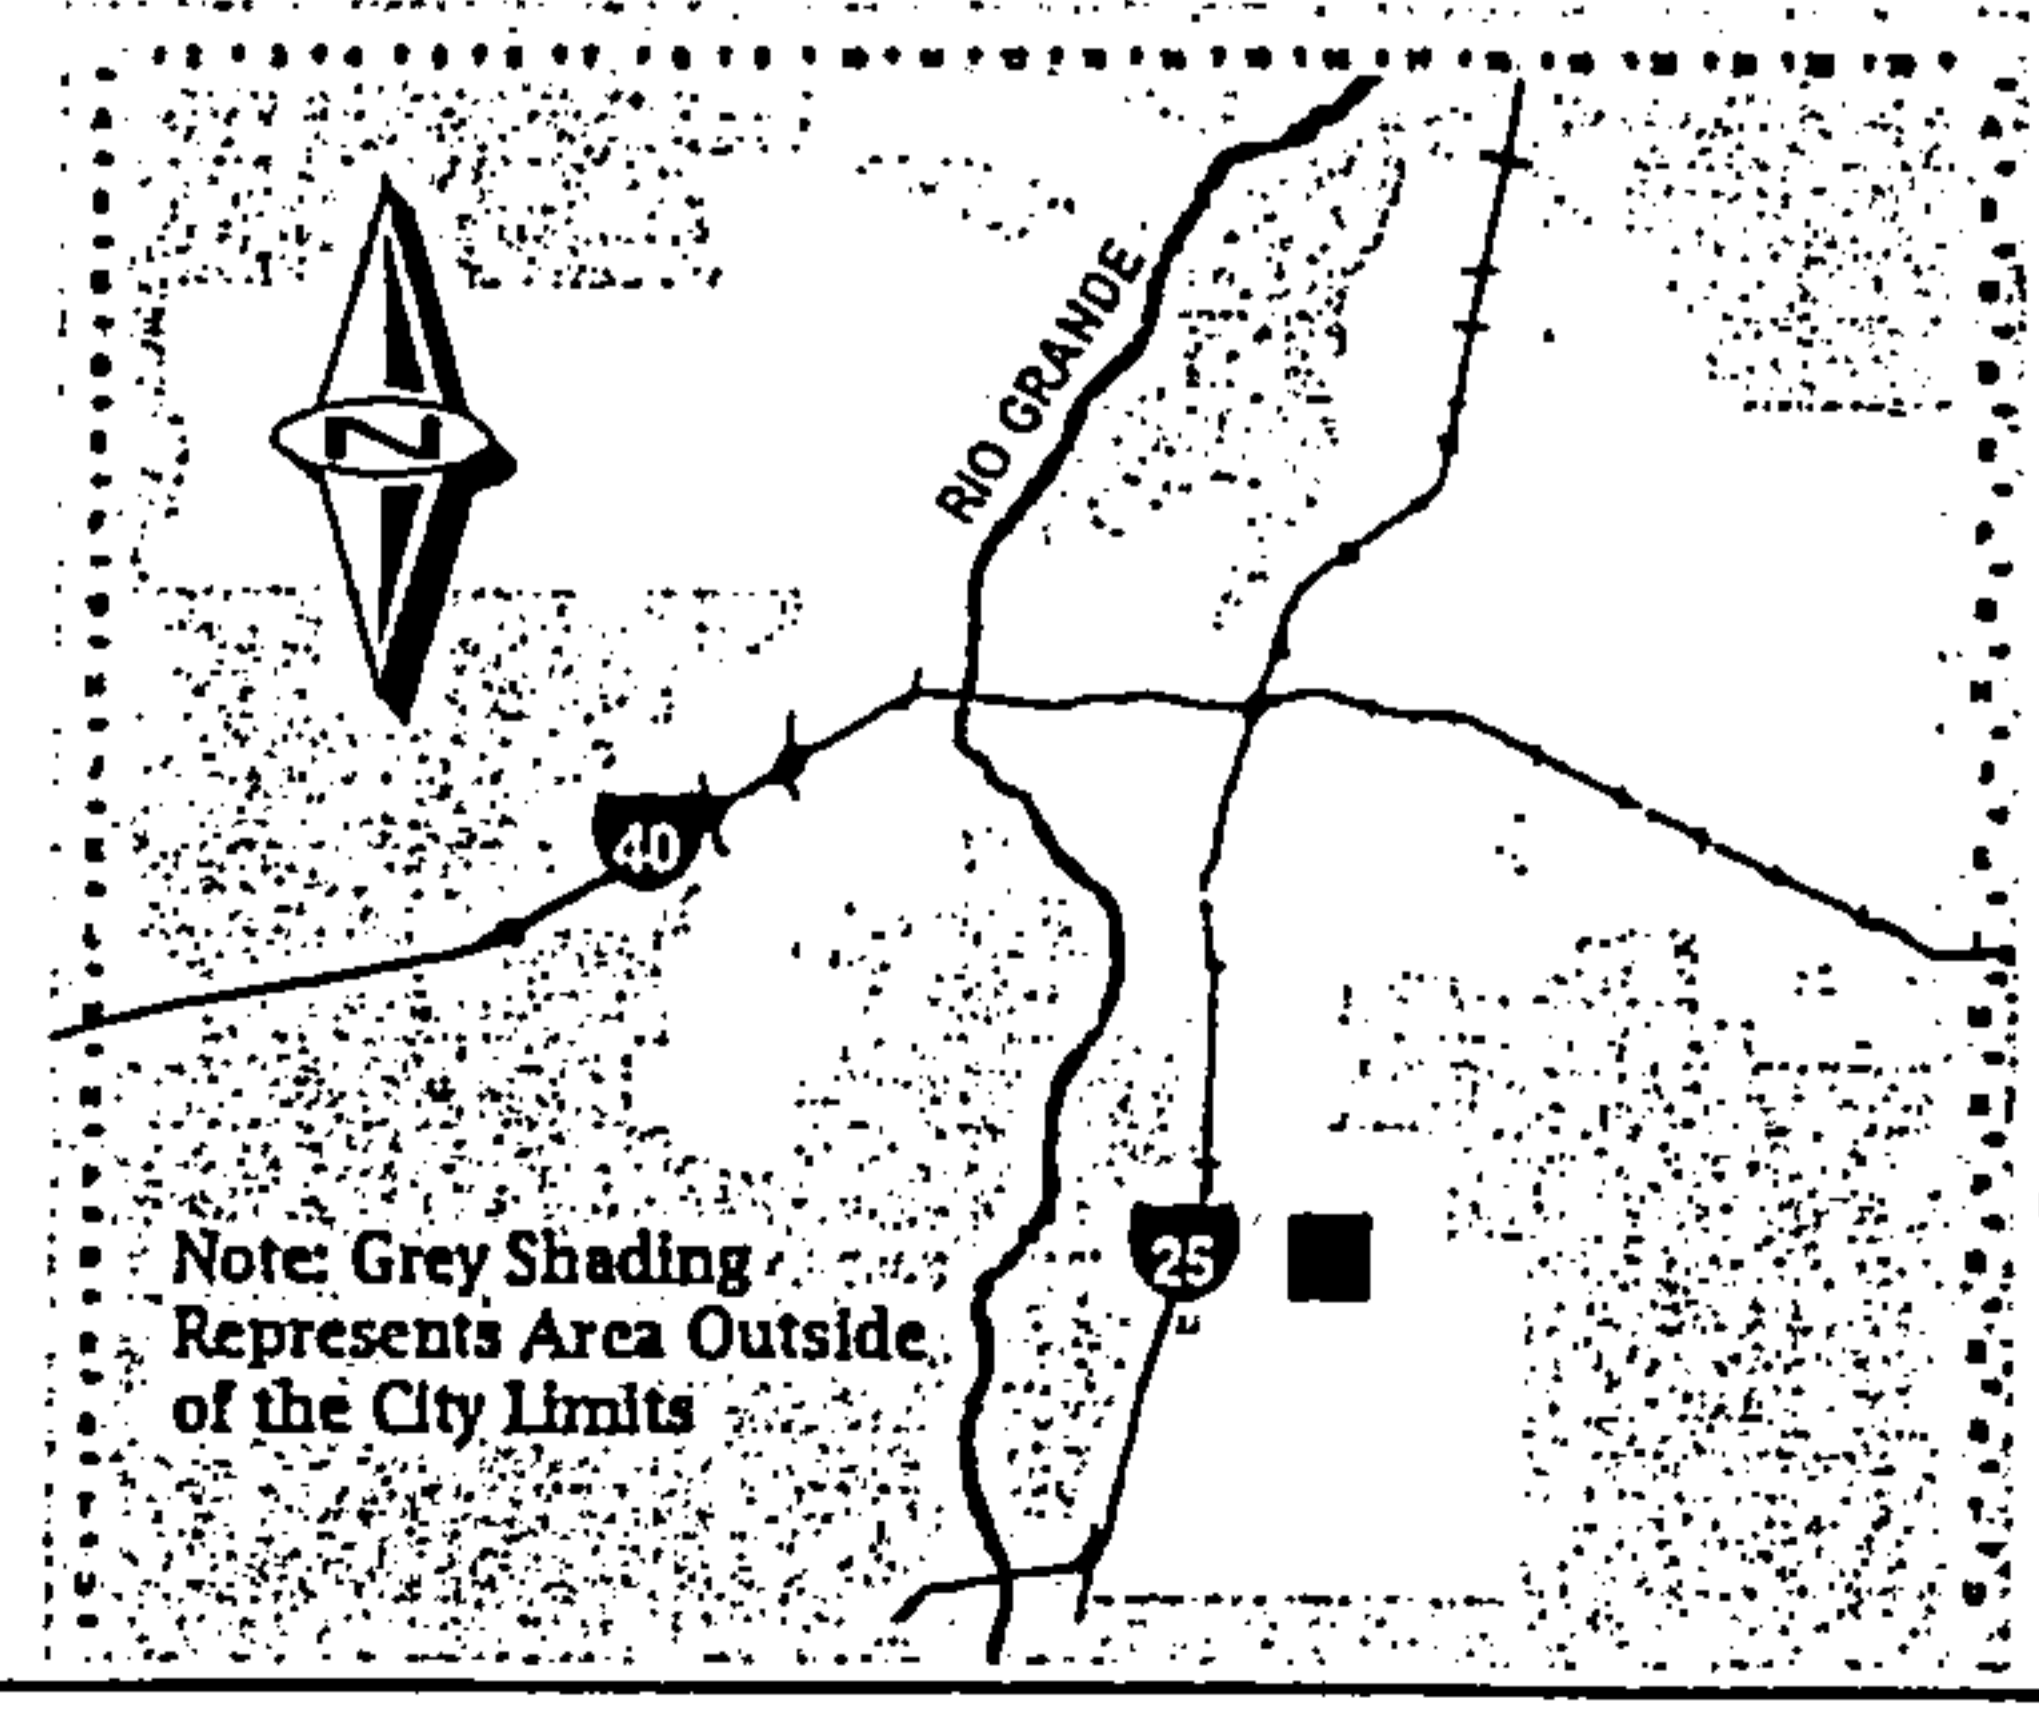 N
RIO GRANDE
40
25
Note: Grey Shading
Represents Area Outside
of the City Limits